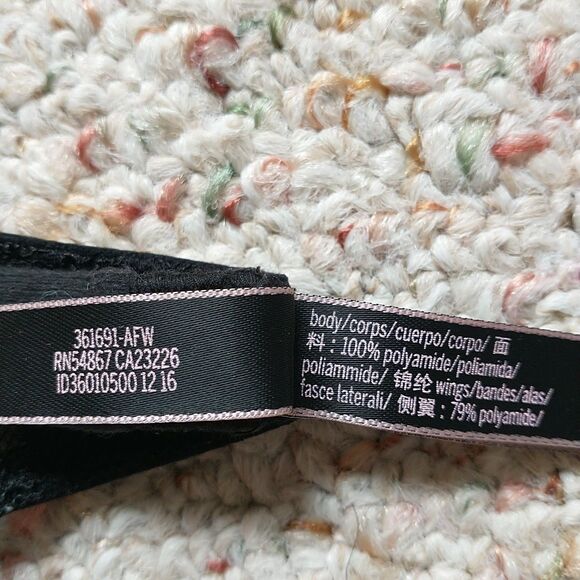 361691-AFW
RN54867 CA23226
ID36010500 12 16
body/corps/cuerpo/corpo/ 面
料 : 100% polyamide/poliamida/
poliammide/ 锦纶 wings/bandes/alas/
fasce laterali/ 侧翼 : 79% polyamide/